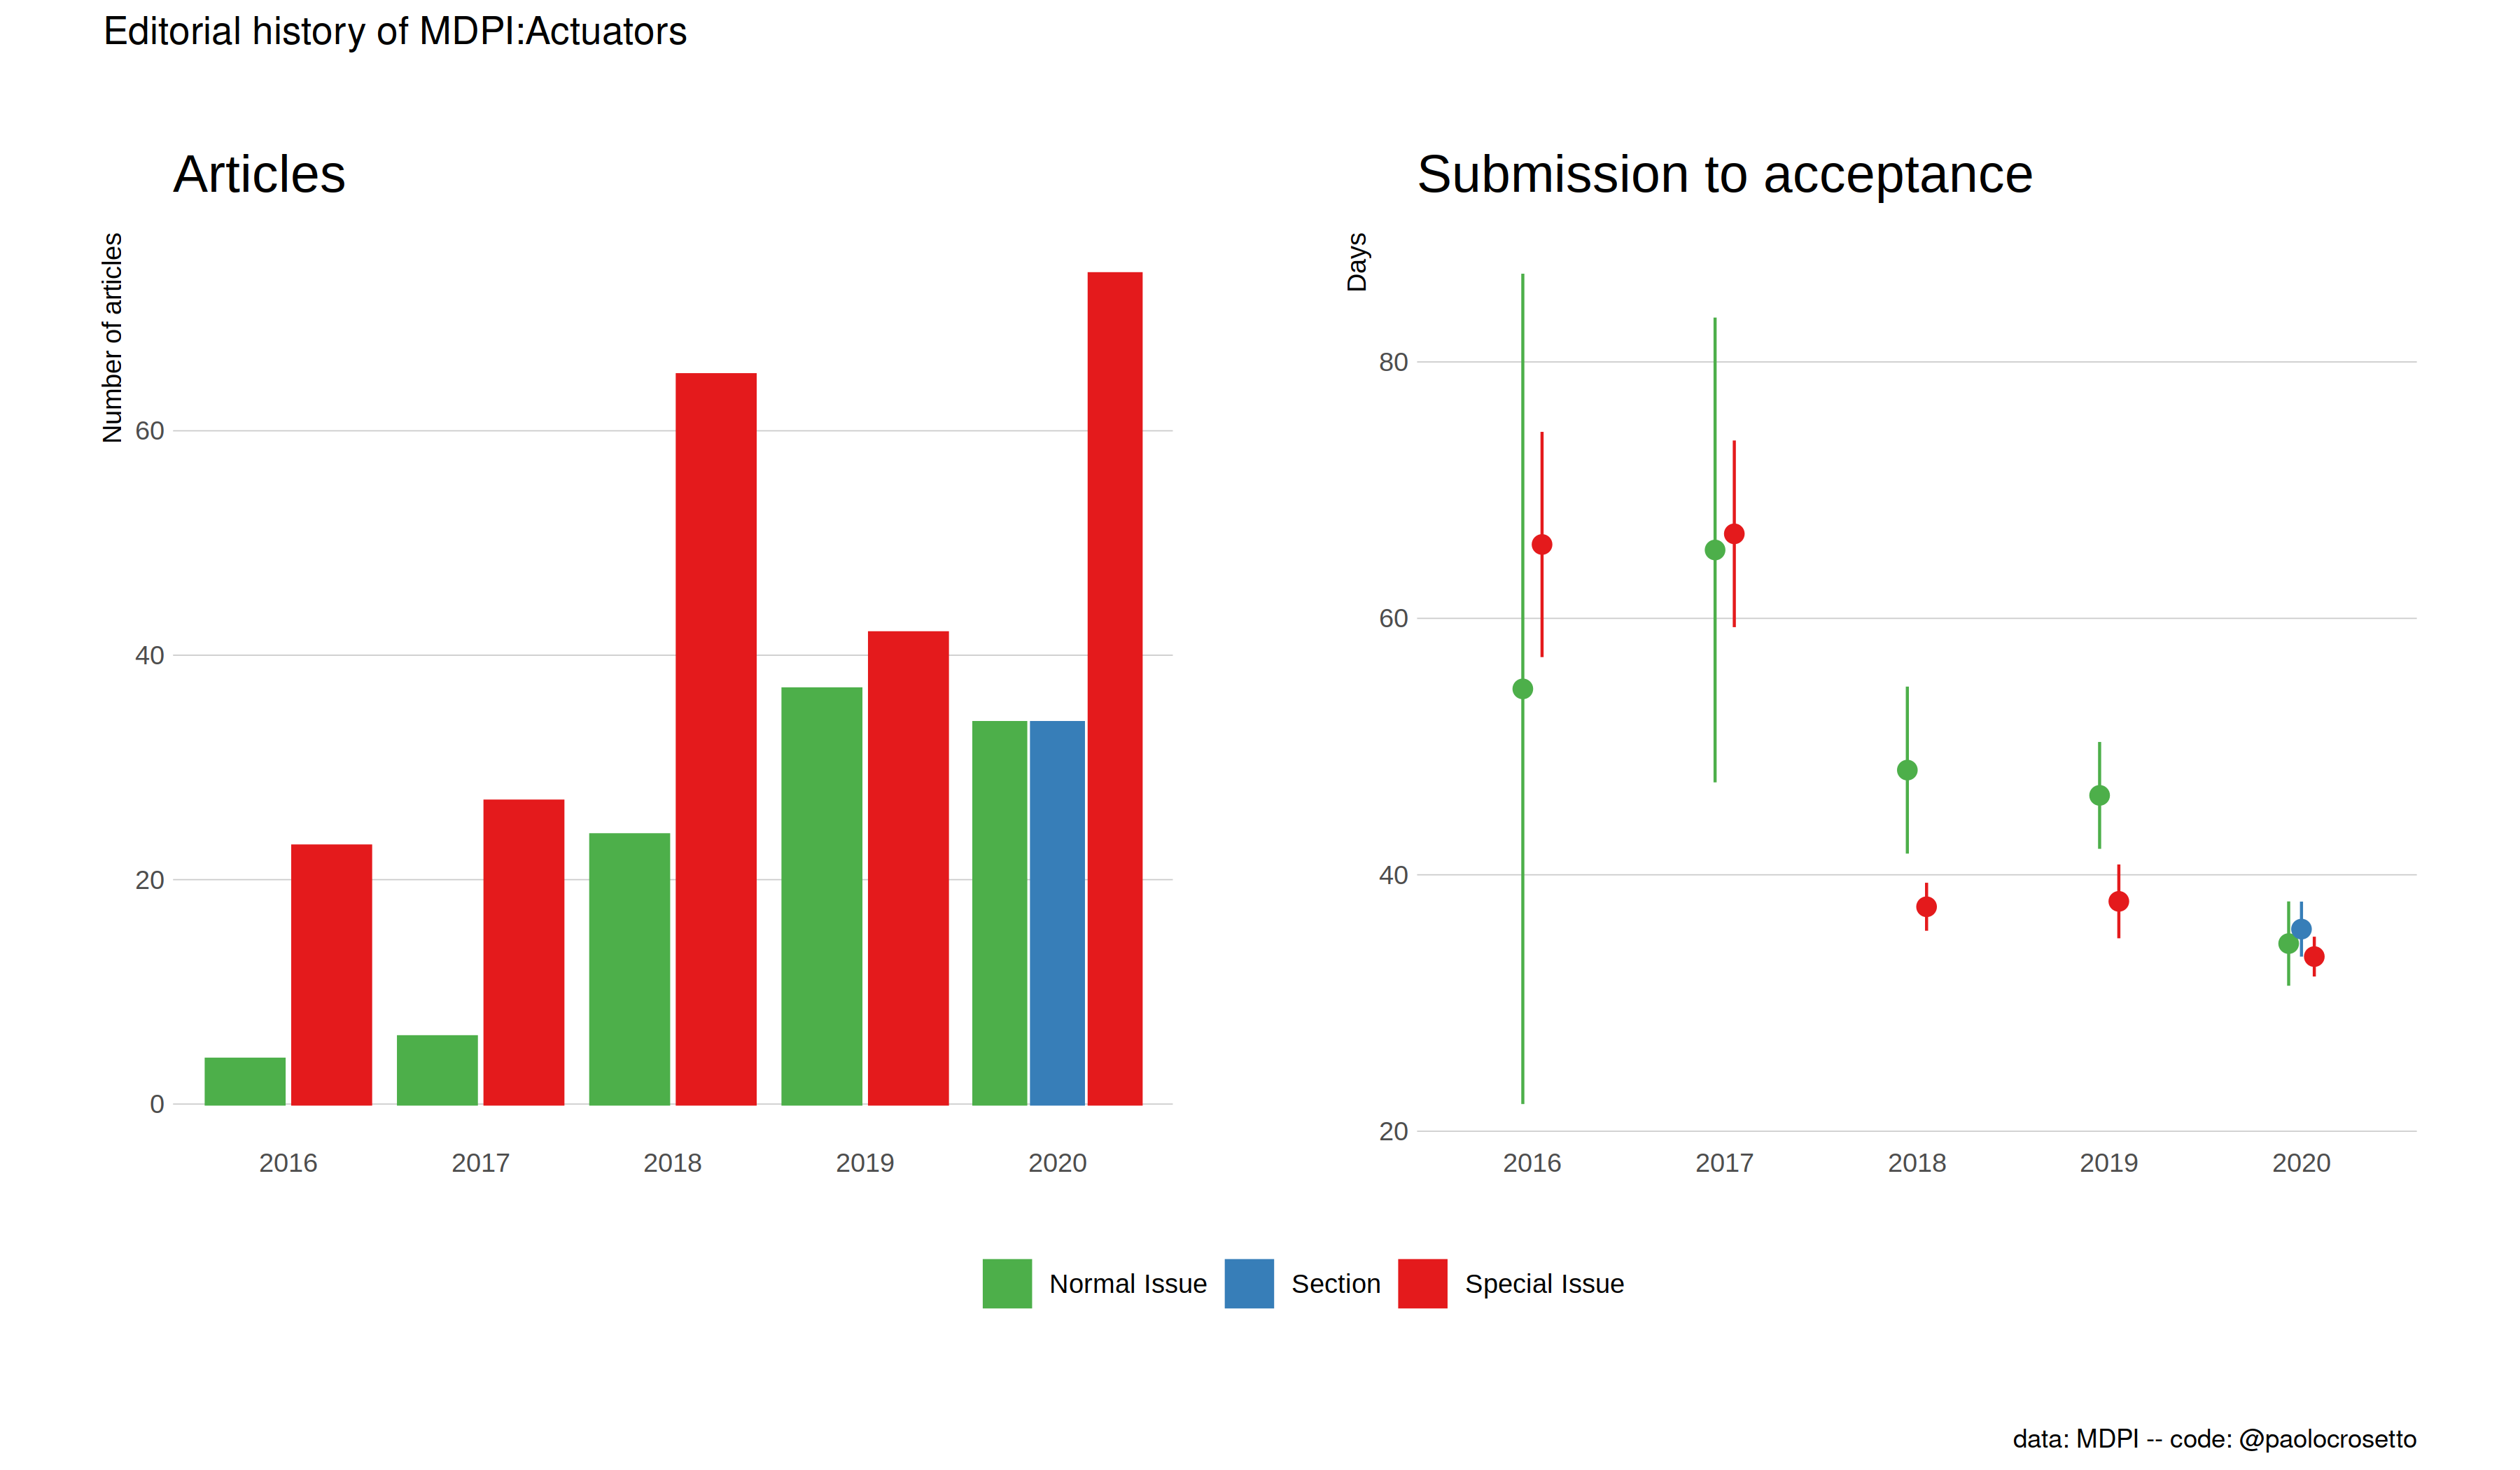 Editorial history of MDPI:Actuators
Articles
Number of articles
60
40
20
0
2016 2017 2018 2019 2020
Submission to acceptance
Days
80
60
40
20
2016 2017 2018 2019 2020
Normal Issue Section Special Issue
data: MDPI -- code: @paolocrosetto